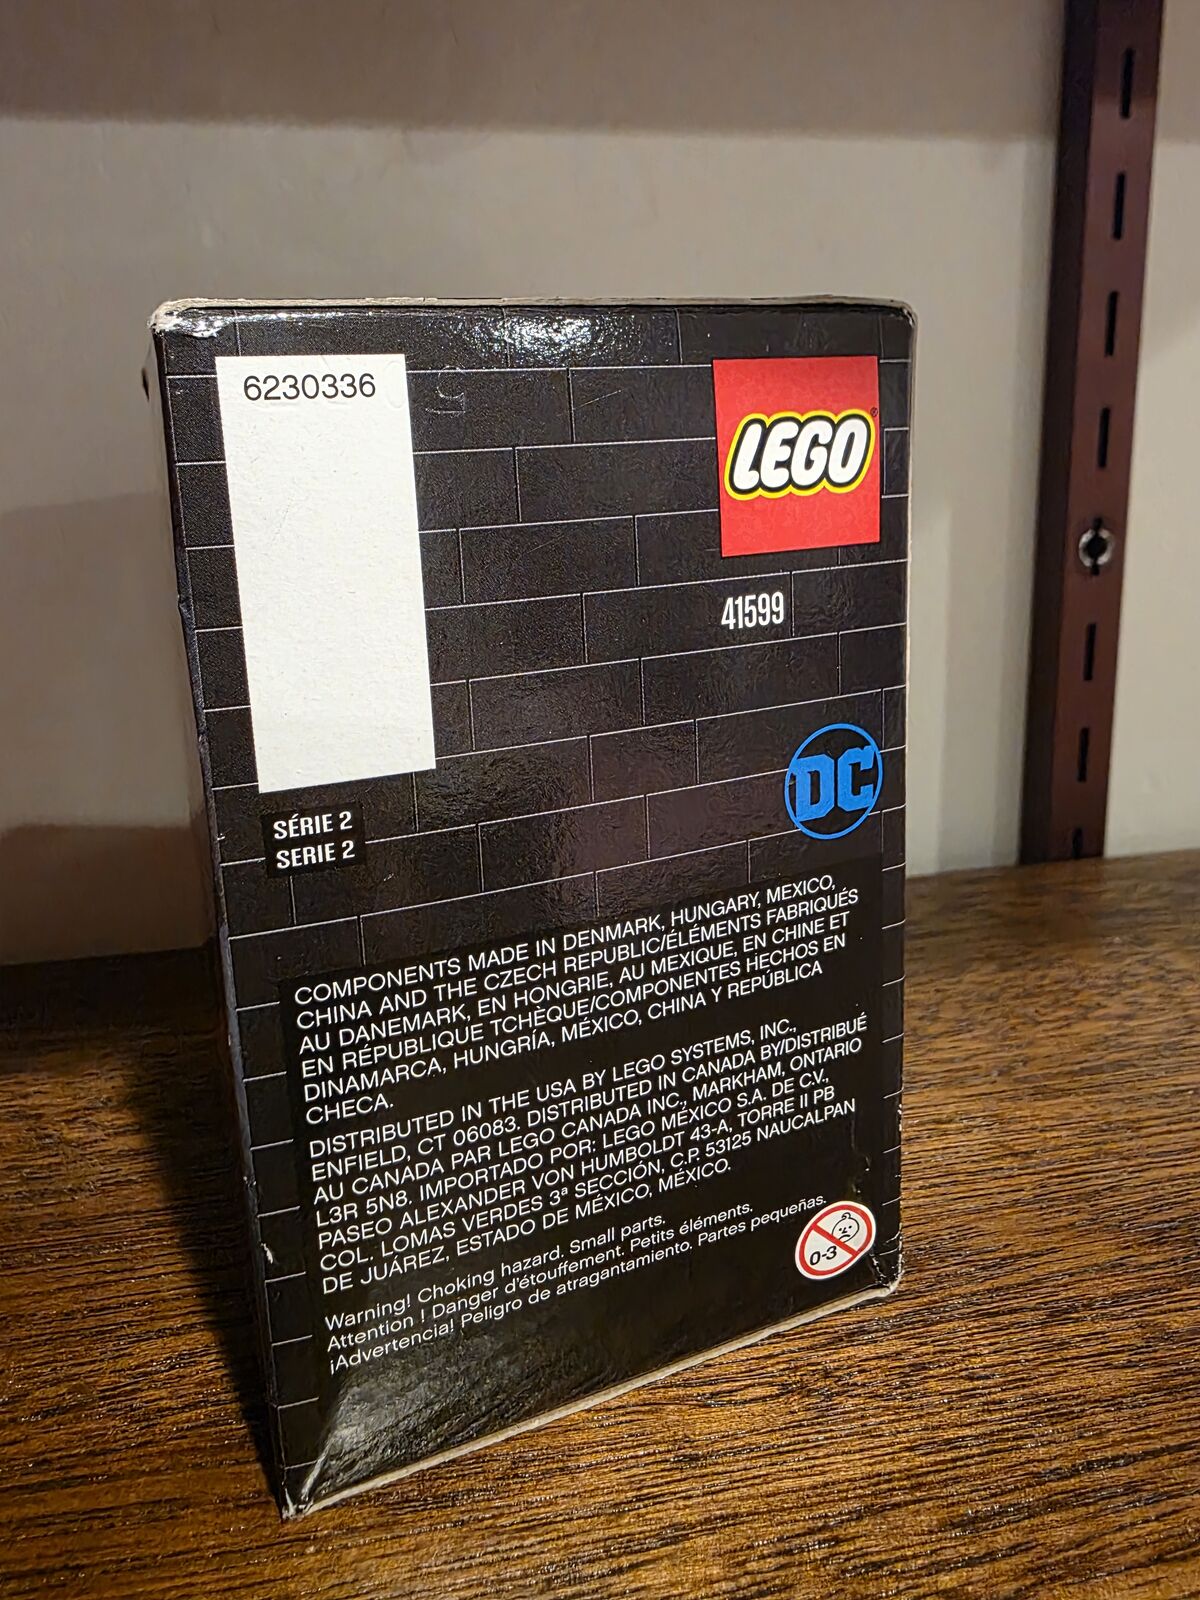 6230336
LEGO®
41599
DC
SÉRIE 2
SERIE 2
COMPONENTS MADE IN DENMARK, HUNGARY, MEXICO,
CHINA AND THE CZECH REPUBLIC/ÉLÉMENTS FABRIQUÉS
AU DANEMARK, EN HONGRIE, AU MEXIQUE, EN CHINE ET
EN RÉPUBLIQUE TCHÈQUE/COMPONENTES HECHOS EN
DINAMARCA, HUNGRÍA, MÉXICO, CHINA Y REPÚBLICA
CHECA.
DISTRIBUTED IN THE USA BY LEGO SYSTEMS, INC.,
ENFIELD, CT 06083. DISTRIBUTED IN CANADA BY/DISTRIBUÉ
AU CANADA PAR LEGO CANADA INC., MARKHAM, ONTARIO
L3R 5N8. IMPORTADO POR: LEGO MÉXICO S.A. DE C.V.,
PASEO ALEXANDER VON HUMBOLDT 43-A, TORRE II PB
COL. LOMAS VERDES 3ª SECCIÓN, C.P. 53125 NAUCALPAN
DE JUÁREZ, ESTADO DE MÉXICO, MÉXICO.
Warning! Choking hazard. Small parts.
Attention ! Danger d'étouffement. Petits éléments.
¡Advertencia! Peligro de atragantamiento. Partes pequeñas.
0-3